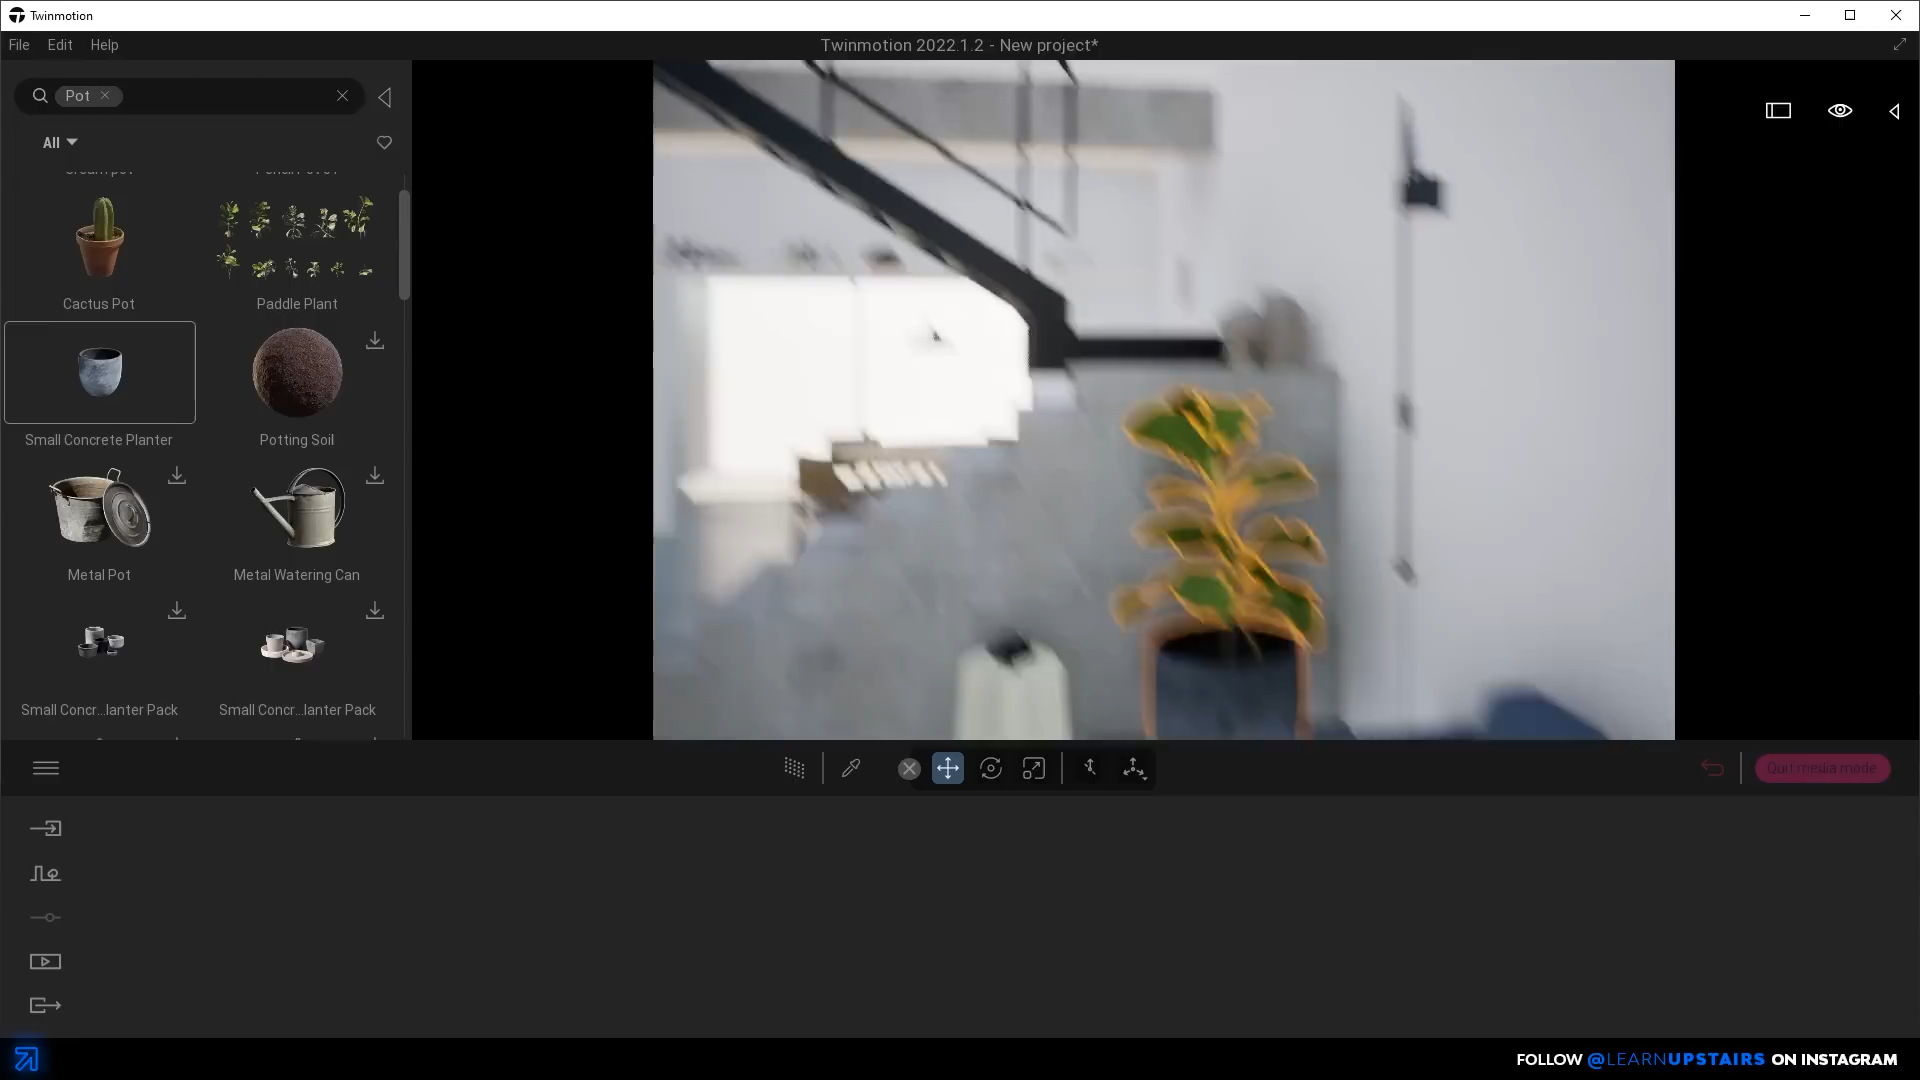 Twinmotion
File Edit Help
Twinmotion 2022.1.2 - New project*
Pot
All
Cactus Pot
Paddle Plant
Small Concrete Planter
Potting Soil
Metal Pot
Metal Watering Can
Small Concr...lanter Pack
Small Concr...lanter Pack
Quit media mode
FOLLOW @LEARNUPSTAIRS ON INSTAGRAM